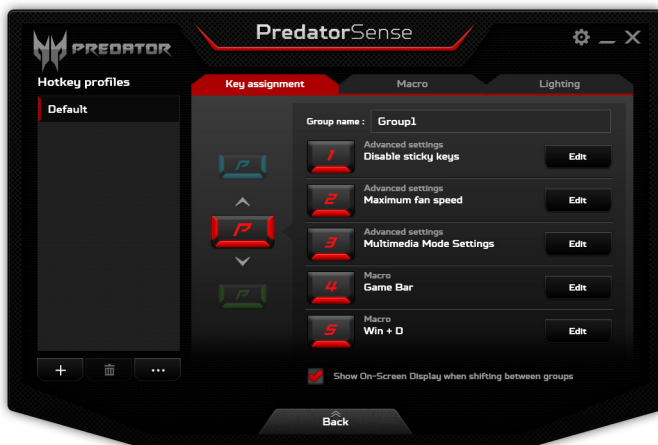 PREDATOR
PredatorSense
Hotkey profiles
Default
Key assignment
Macro
Lighting
Group name :
Group1
P
P
P
1
Advanced settings
Disable sticky keys
Edit
2
Advanced settings
Maximum fan speed
Edit
3
Advanced settings
Multimedia Mode Settings
Edit
4
Macro
Game Bar
Edit
5
Macro
Win + D
Edit
Show On-Screen Display when shifting between groups
Back